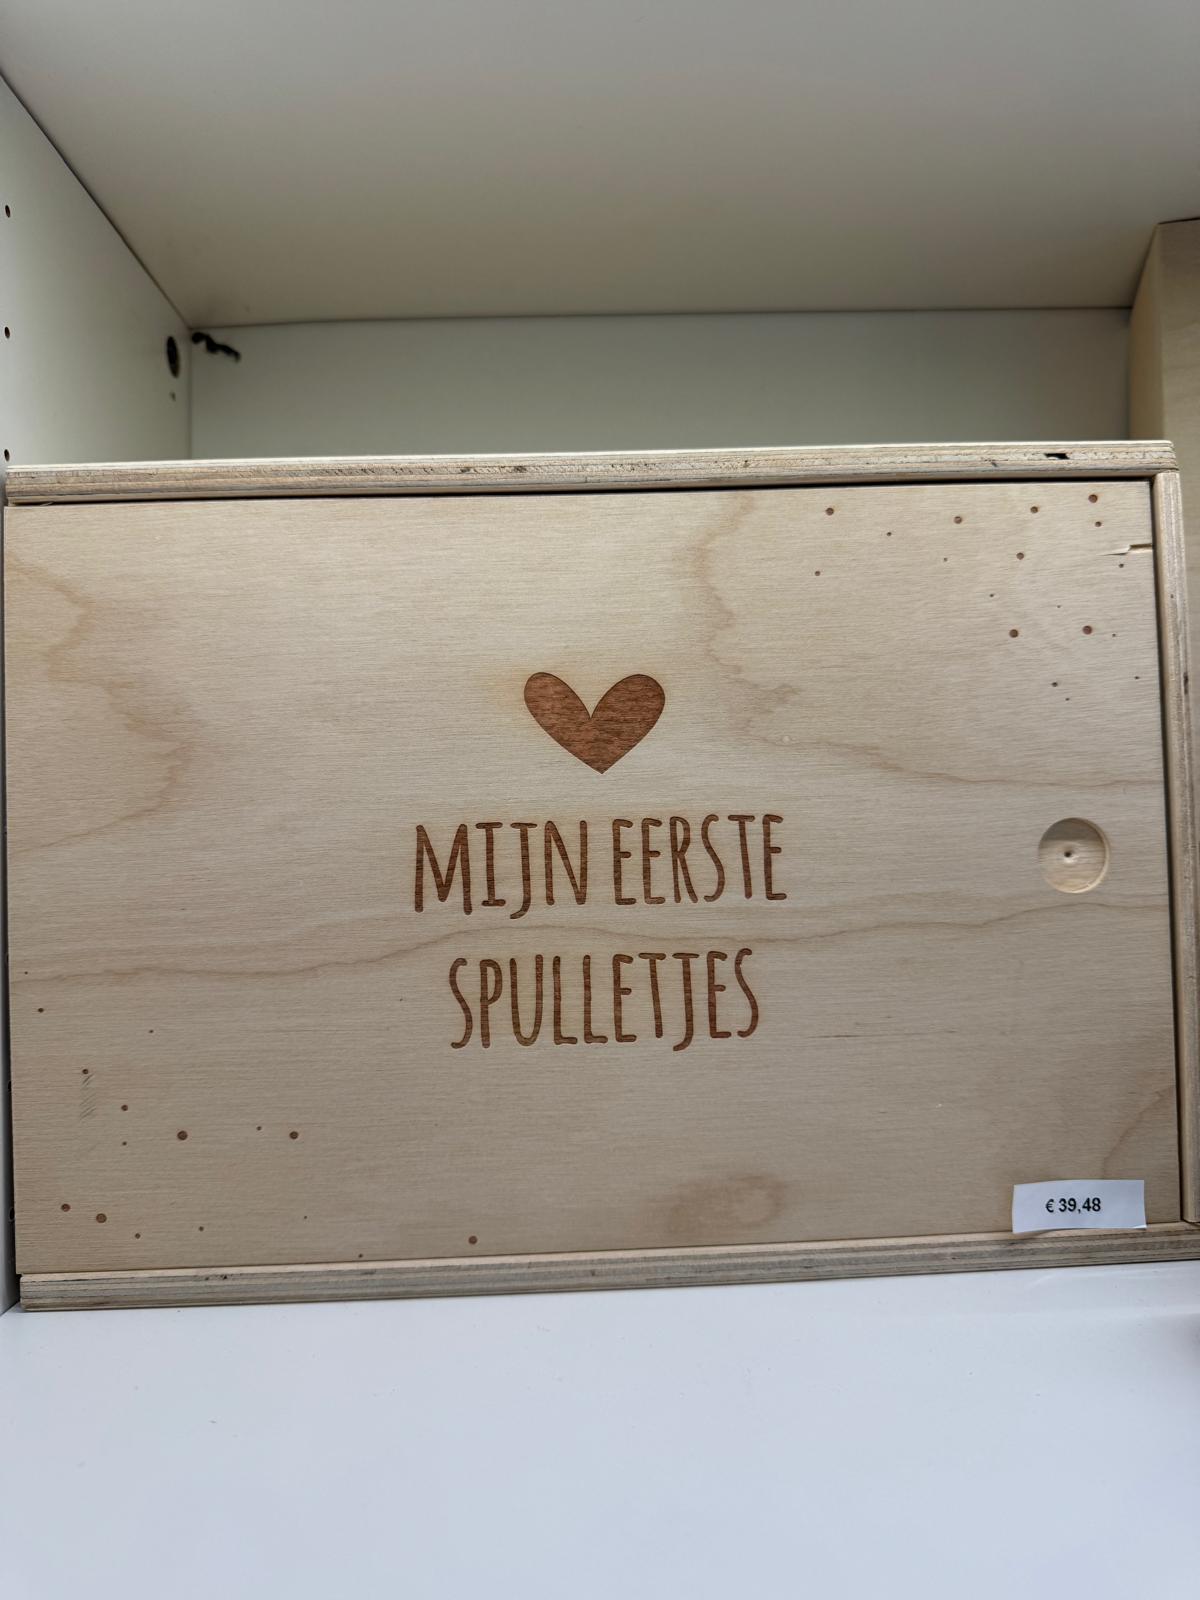 MIJN EERSTE
SPULLETJES
€ 39,48